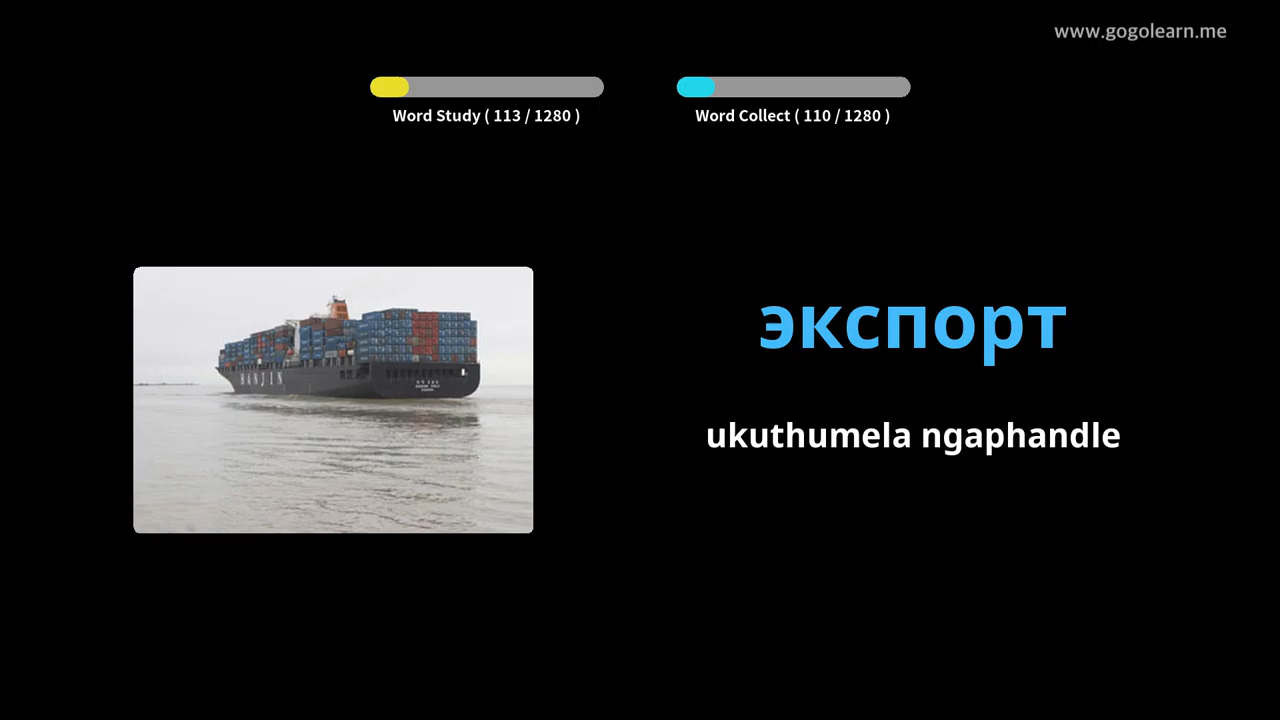 www.gogolearn.me
Word Study ( 113 / 1280 )
Word Collect ( 110 / 1280 )
экспорт
HANJIN
ukuthumela ngaphandle